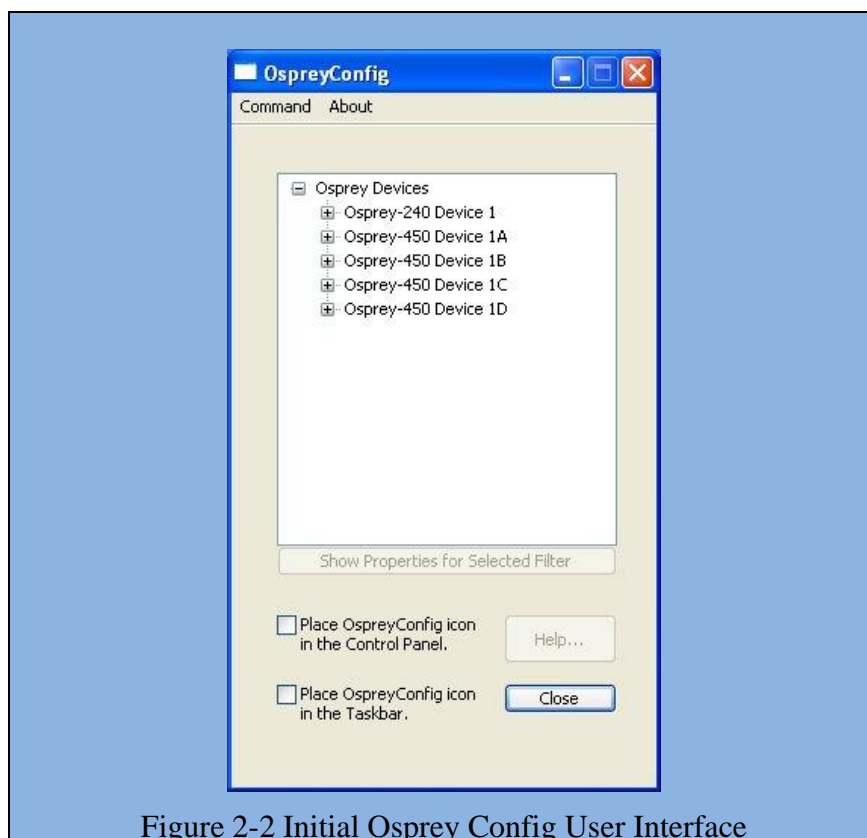 OspreyConfig
Command About
Osprey Devices
Osprey-240 Device 1
Osprey-450 Device 1A
Osprey-450 Device 1B
Osprey-450 Device 1C
Osprey-450 Device 1D
Show Properties for Selected Filter
Place OspreyConfig icon
in the Control Panel.
Help...
Place OspreyConfig icon
in the Taskbar.
Close
Figure 2-2 Initial Osprey Config User Interface